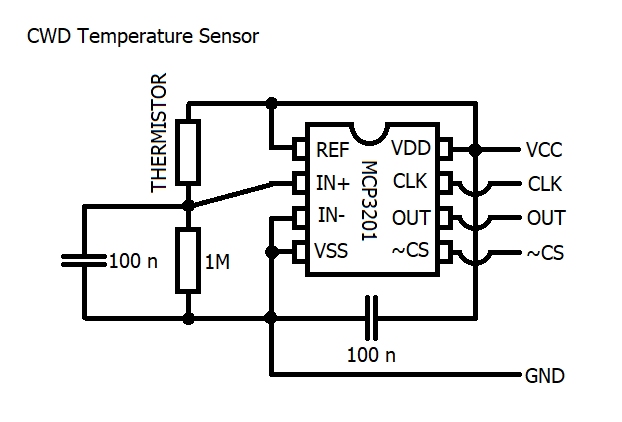 CWD Temperature Sensor
THERMISTOR
REF
VDD
VCC
IN+
CLK
CLK
IN-
OUT
OUT
VSS
~CS
~CS
MCP3201
100 n
1M
100 n
GND